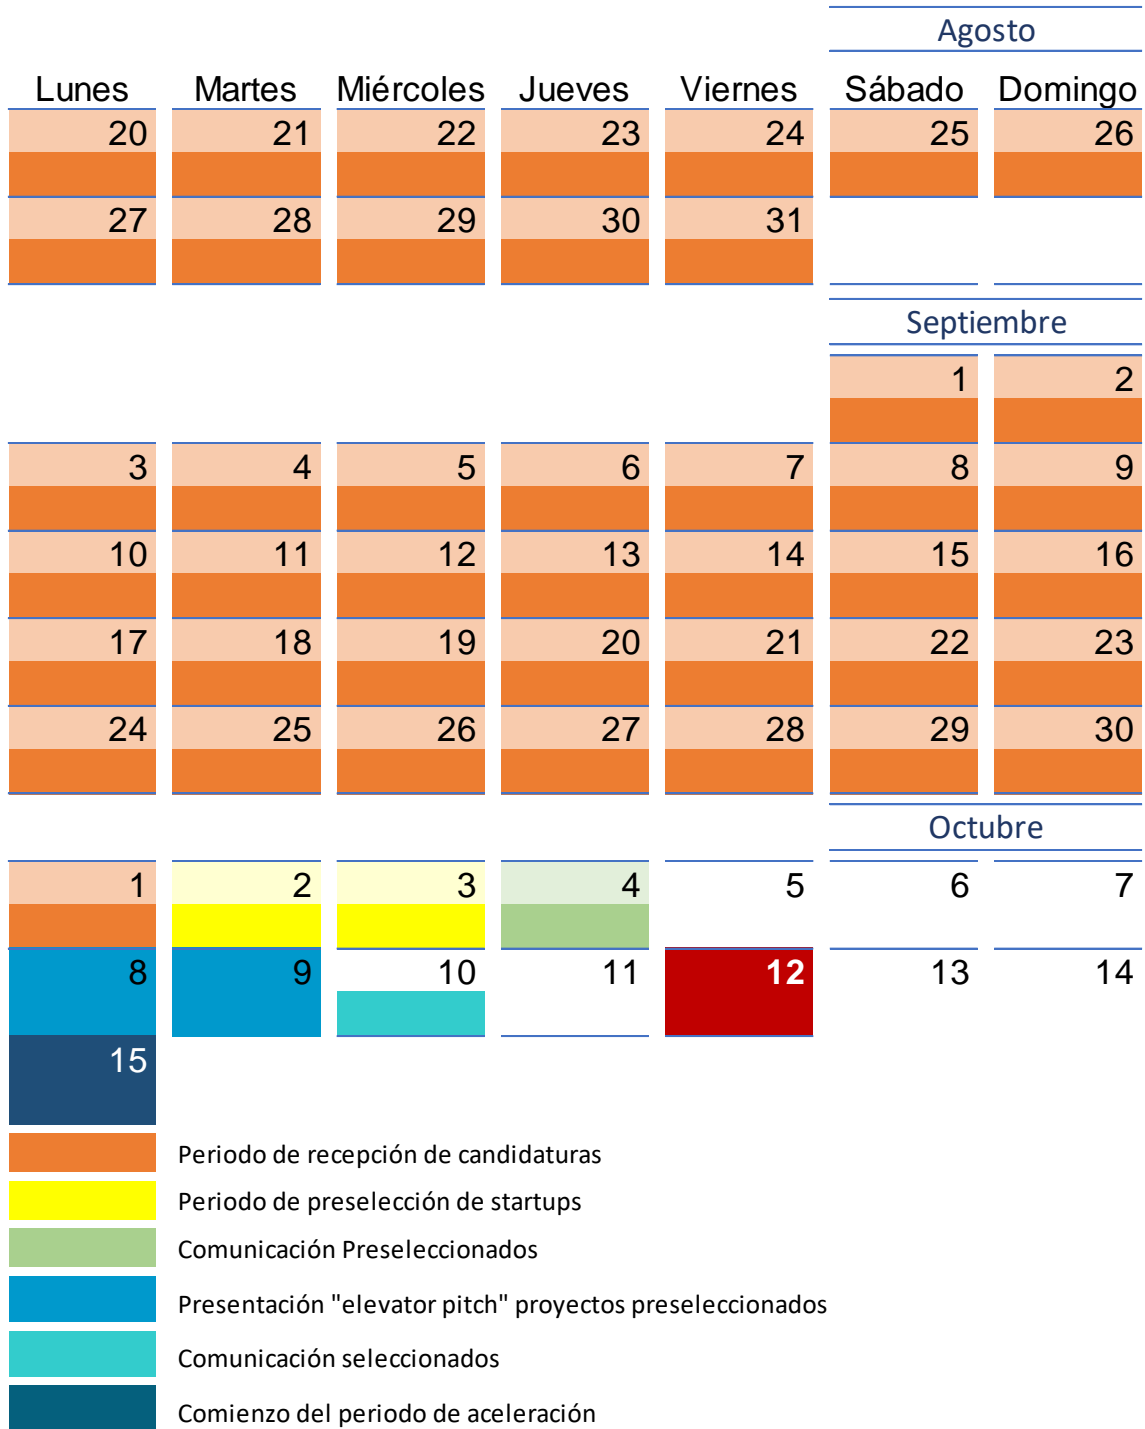 Agosto
Lunes Martes Miércoles Jueves Viernes Sábado Domingo
20 21 22 23 24 25 26
27 28 29 30 31
Septiembre
1 2
3 4 5 6 7 8 9
10 11 12 13 14 15 16
17 18 19 20 21 22 23
24 25 26 27 28 29 30
Octubre
1 2 3 4 5 6 7
8 9 10 11 12 13 14
15
Periodo de recepción de candidaturas
Periodo de preselección de startups
Comunicación Preseleccionados
Presentación "elevator pitch" proyectos preseleccionados
Comunicación seleccionados
Comienzo del periodo de aceleración